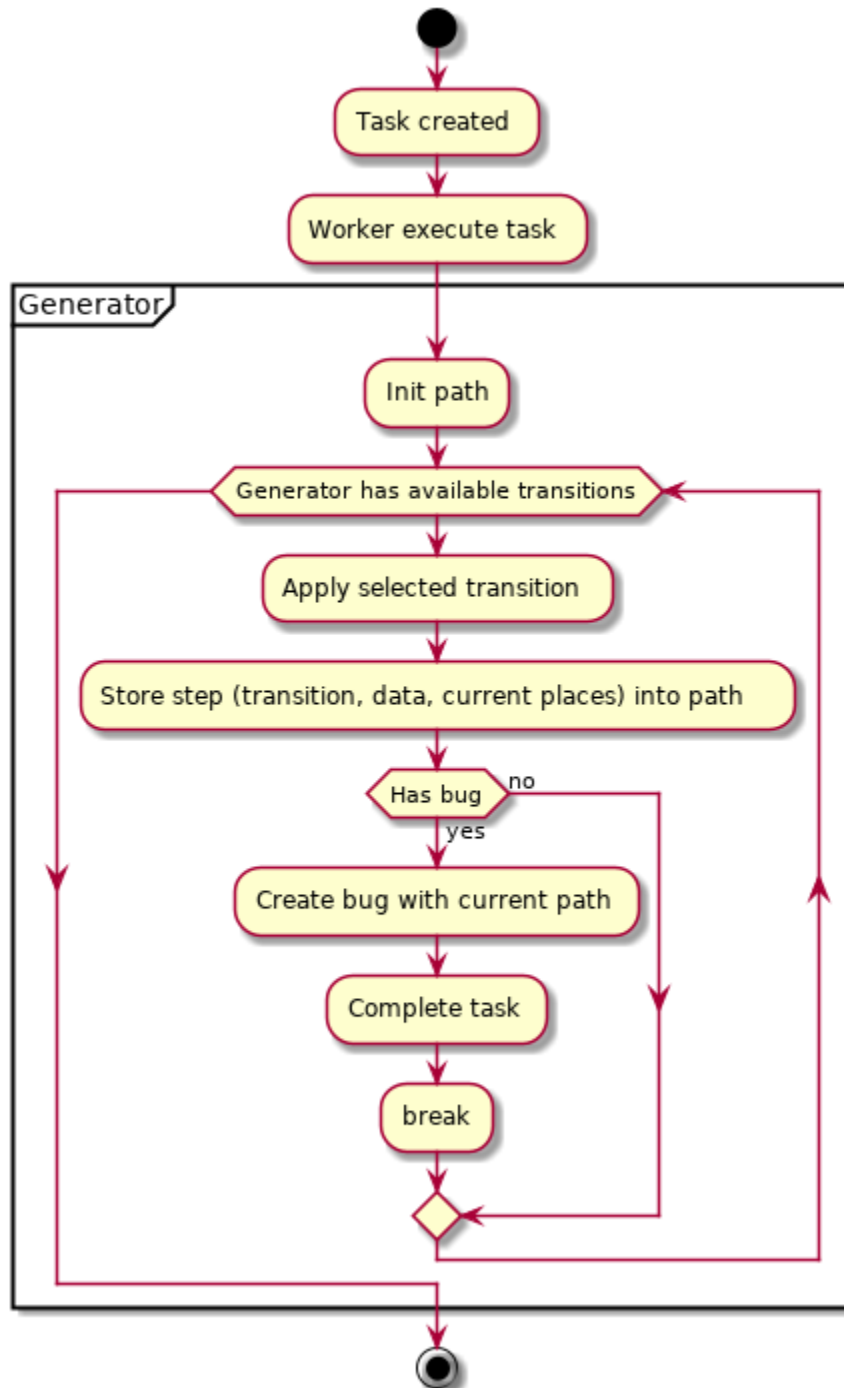 Task created
Worker execute task
Generator
Init path
Generator has available transitions
Apply selected transition
Store step (transition, data, current places) into path
Has bug
no
yes
Create bug with current path
Complete task
break